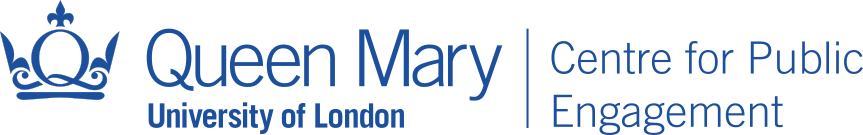 Queen Mary
University of London
Centre for Public
Engagement